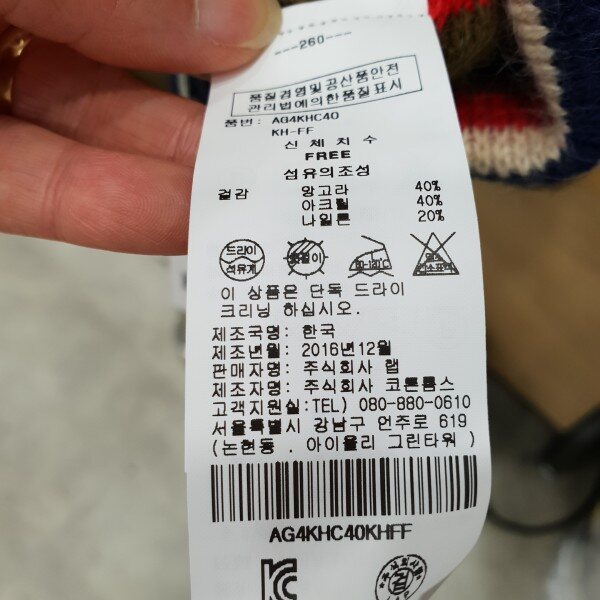 ---260---
품질경영및공산품안전
관리법에의한품질표시
품번: AG4KHC40
KH-FF
신체치수
FREE
섬유의조성
겉감 앙고라 40%
아크릴 40%
나일론 20%
드라이
석유계
이 상품은 단독 드라이
크리닝 하십시오.
제조국명: 한국
제조년월: 2016년12월
판매자명: 주식회사 랩
제조자명: 주식회사 코튼톰스
고객지원실:TEL) 080-880-0610
서울특별시 강남구 언주로 619
(논현동 . 아이올리 그린타워 )
AG4KHC40KHFF